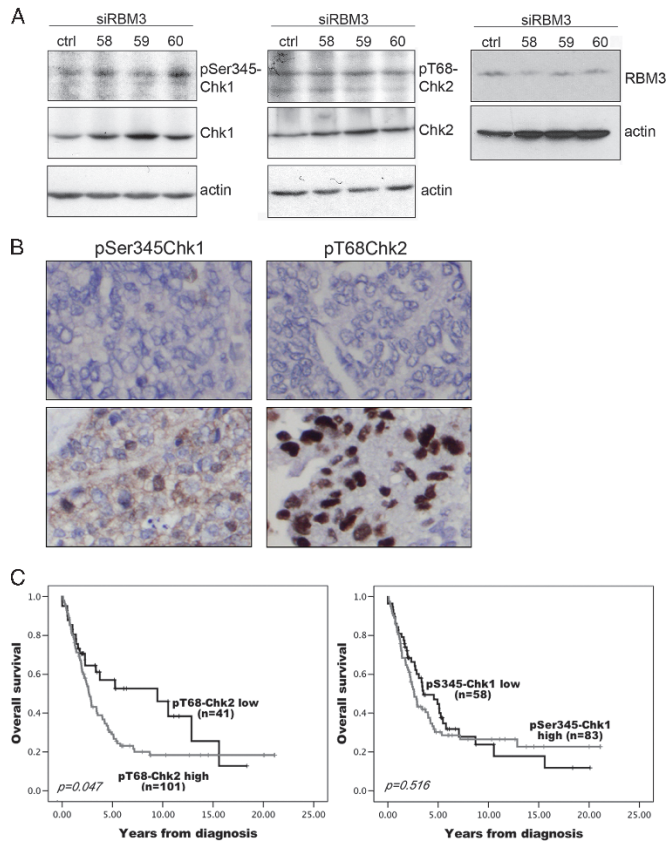 A
siRBM3
ctrl 58 59 60
pSer345-
Chk1
Chk1
actin
siRBM3
ctrl 58 59 60
pT68-
Chk2
Chk2
actin
siRBM3
ctrl 58 59 60
RBM3
actin
B
pSer345Chk1
pT68Chk2
C
Overall survival
1.0
0.8
0.6
0.4
0.2
0.0
pT68-Chk2 low
(n=41)
pT68-Chk2 high
(n=101)
p=0.047
0.00 5.00 10.00 15.00 20.00 25.00
Years from diagnosis
Overall survival
1.0
0.8
0.6
0.4
0.2
0.0
pS345-Chk1 low
(n=58)
pSer345-Chk1
high (n=83)
p=0.516
0.00 5.00 10.00 15.00 20.00 25.00
Years from diagnosis